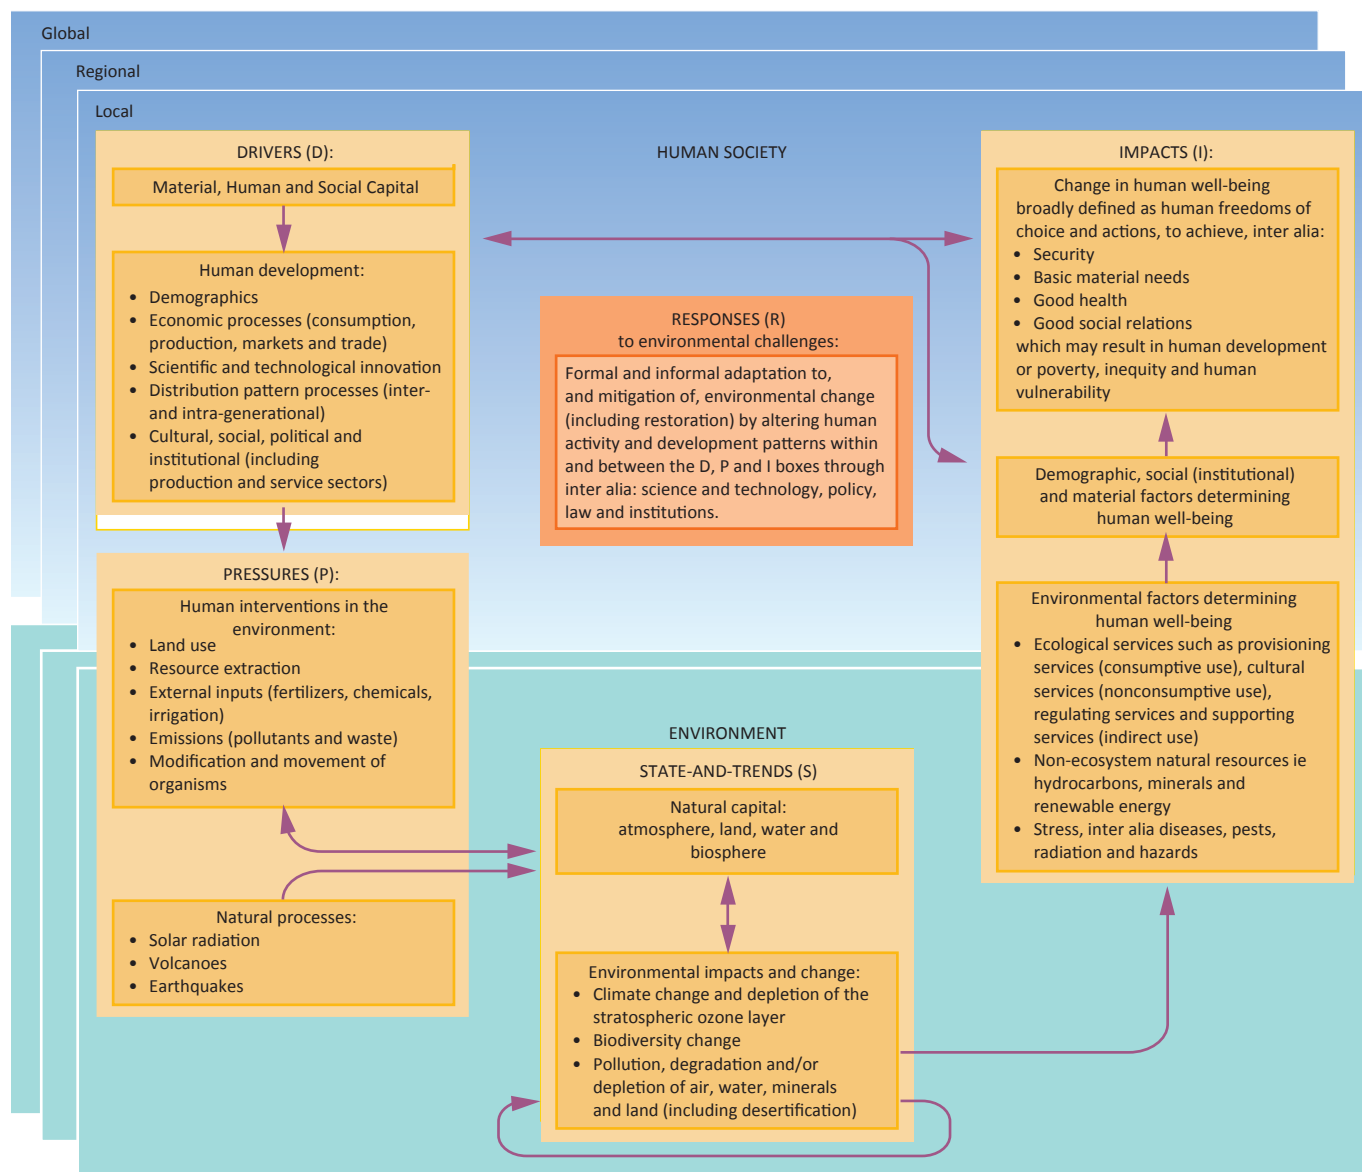 Global
Regional
Local
DRIVERS (D):
Material, Human and Social Capital
Human development:
• Demographics
• Economic processes (consumption,
production, markets and trade)
• Scientific and technological innovation
• Distribution pattern processes (inter-
and intra-generational)
• Cultural, social, political and
institutional (including
production and service sectors)
PRESSURES (P):
Human interventions in the
environment:
• Land use
• Resource extraction
• External inputs (fertilizers, chemicals,
irrigation)
• Emissions (pollutants and waste)
• Modification and movement of
organisms
Natural processes:
• Solar radiation
• Volcanoes
• Earthquakes
HUMAN SOCIETY
RESPONSES (R)
to environmental challenges:
Formal and informal adaptation to,
and mitigation of, environmental change
(including restoration) by altering human
activity and development patterns within
and between the D, P and I boxes through
inter alia: science and technology, policy,
law and institutions.
ENVIRONMENT
STATE-AND-TRENDS (S)
Natural capital:
atmosphere, land, water and
biosphere
Environmental impacts and change:
• Climate change and depletion of the
stratospheric ozone layer
• Biodiversity change
• Pollution, degradation and/or
depletion of air, water, minerals
and land (including desertification)
IMPACTS (I):
Change in human well-being
broadly defined as human freedoms of
choice and actions, to achieve, inter alia:
• Security
• Basic material needs
• Good health
• Good social relations
which may result in human development
or poverty, inequity and human
vulnerability
Demographic, social (institutional)
and material factors determining
human well-being
Environmental factors determining
human well-being
• Ecological services such as provisioning
services (consumptive use), cultural
services (nonconsumptive use),
regulating services and supporting
services (indirect use)
• Non-ecosystem natural resources ie
hydrocarbons, minerals and
renewable energy
• Stress, inter alia diseases, pests,
radiation and hazards